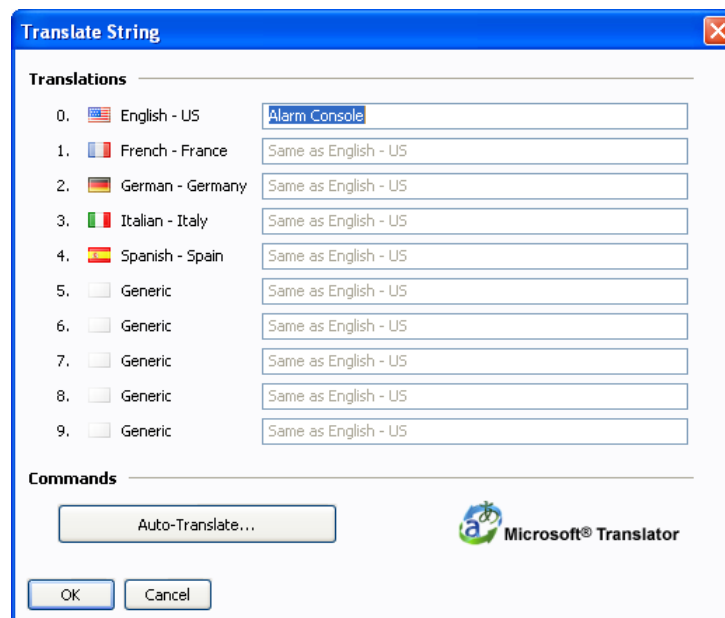 Translate String
Translations
0. English - US Alarm Console
1. French - France Same as English - US
2. German - Germany Same as English - US
3. Italian - Italy Same as English - US
4. Spanish - Spain Same as English - US
5. Generic Same as English - US
6. Generic Same as English - US
7. Generic Same as English - US
8. Generic Same as English - US
9. Generic Same as English - US
Commands
Auto-Translate... aあ Microsoft® Translator
OK Cancel